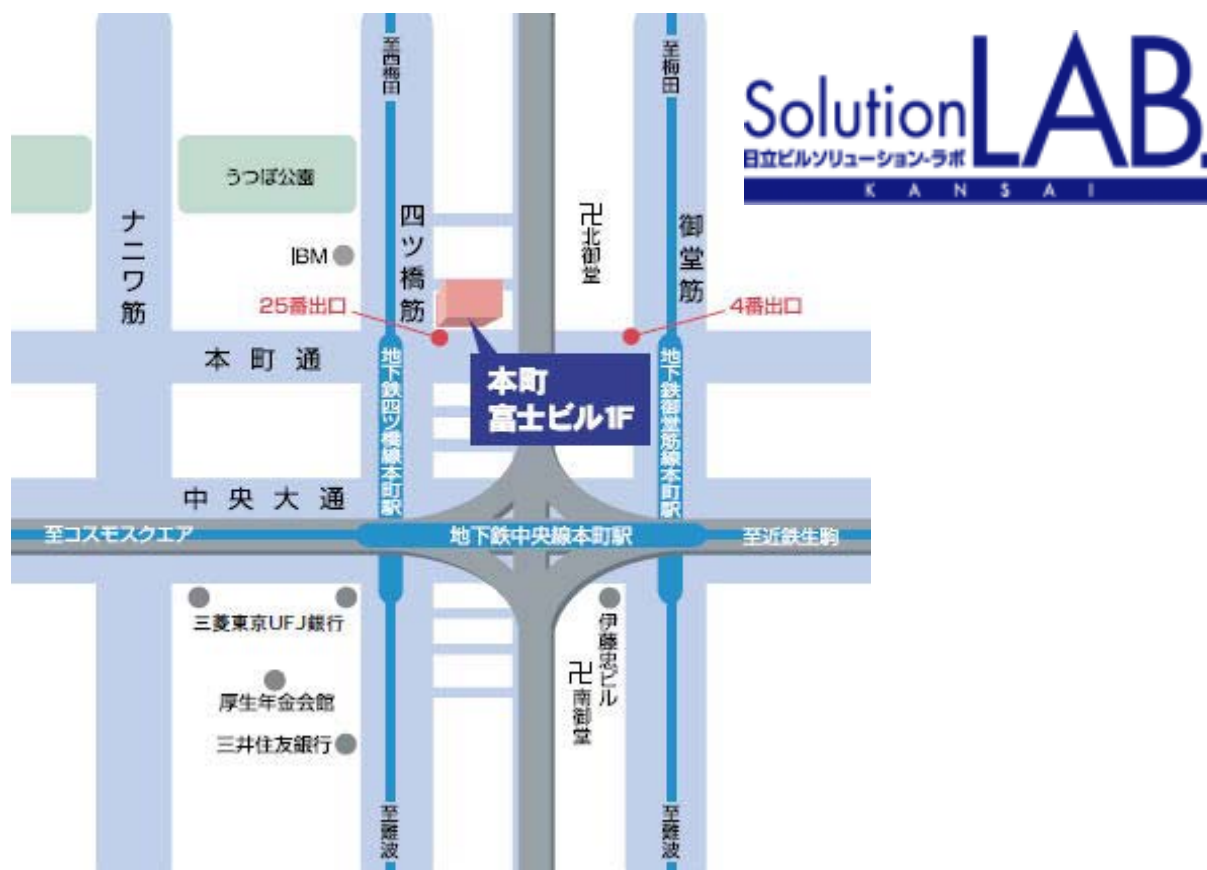 至西梅田
至梅田
Solution LAB.
日立ビルソリューション-ラボ
KANSAI
うつぼ公園
ナニワ筋
四ツ橋筋
卍北御堂
御堂筋
IBM
25番出口
4番出口
本町通
地下鉄四ツ橋線本町駅
本町
富士ビル1F
地下鉄御堂筋線本町駅
中央大通
至コスモスクエア
地下鉄中央線本町駅
至近鉄生駒
三菱東京UFJ銀行
伊藤忠ビル
卍南御堂
厚生年金会館
三井住友銀行
至難波
至難波